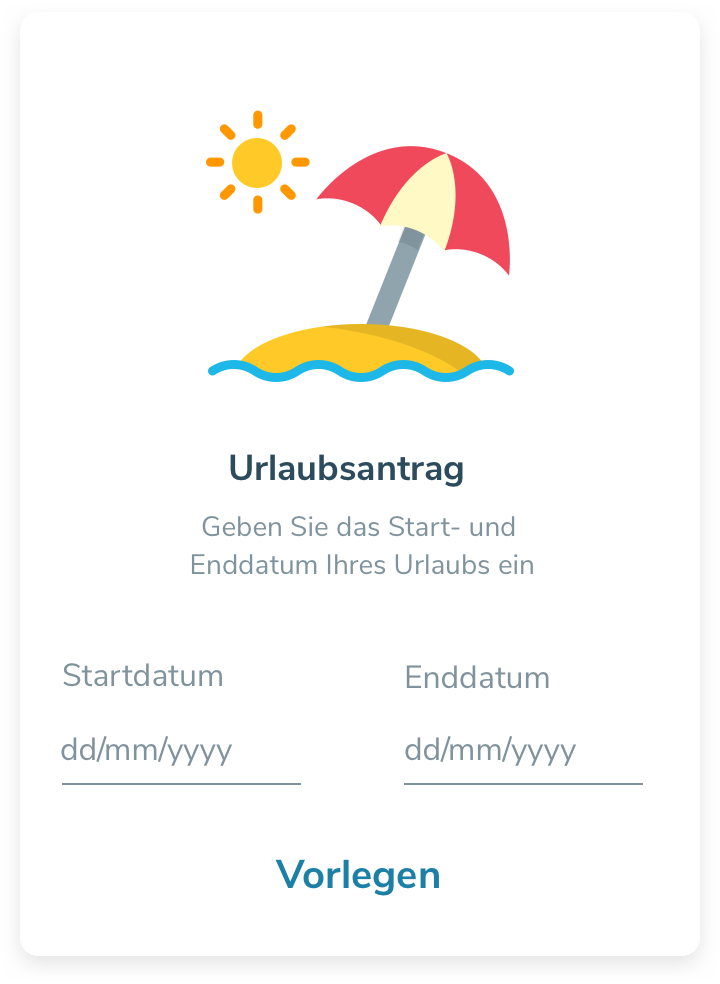 Urlaubsantrag
Geben Sie das Start- und
Enddatum Ihres Urlaubs ein
Startdatum
Enddatum
dd/mm/yyyy
dd/mm/yyyy
Vorlegen